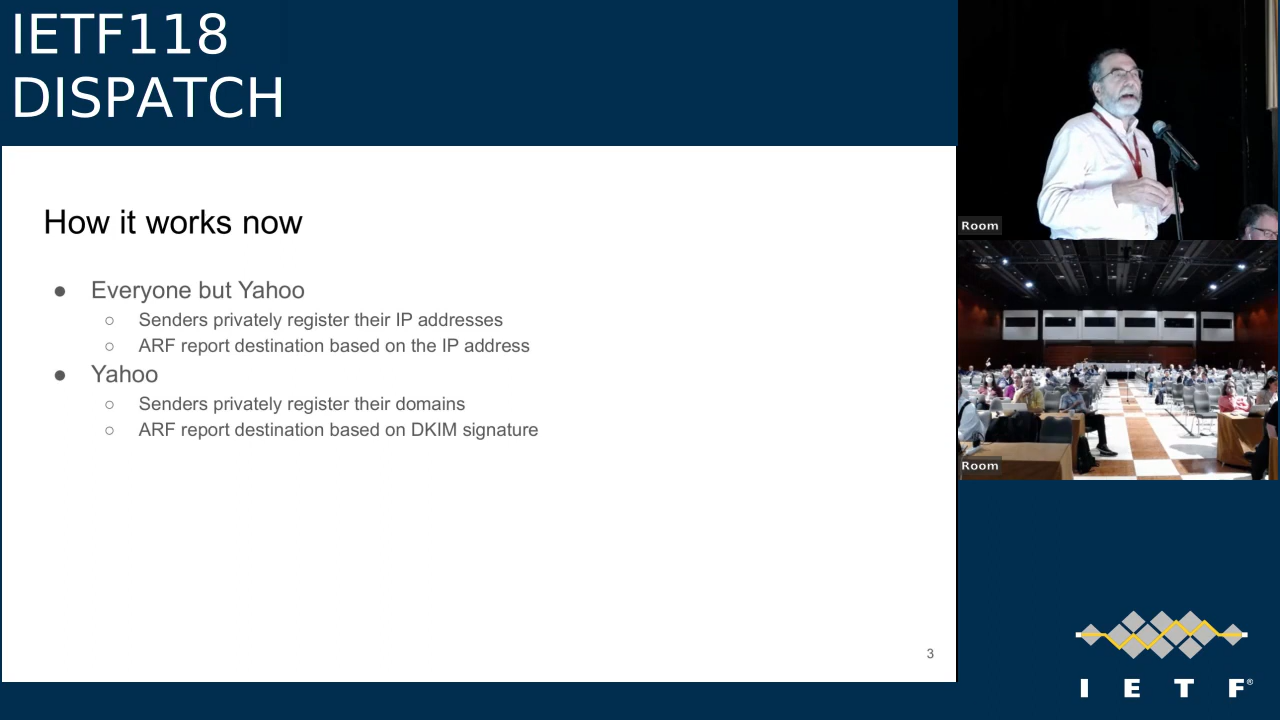 IETF118
DISPATCH
How it works now
● Everyone but Yahoo
○ Senders privately register their IP addresses
○ ARF report destination based on the IP address
● Yahoo
○ Senders privately register their domains
○ ARF report destination based on DKIM signature
3
Room
Room
I E T F®